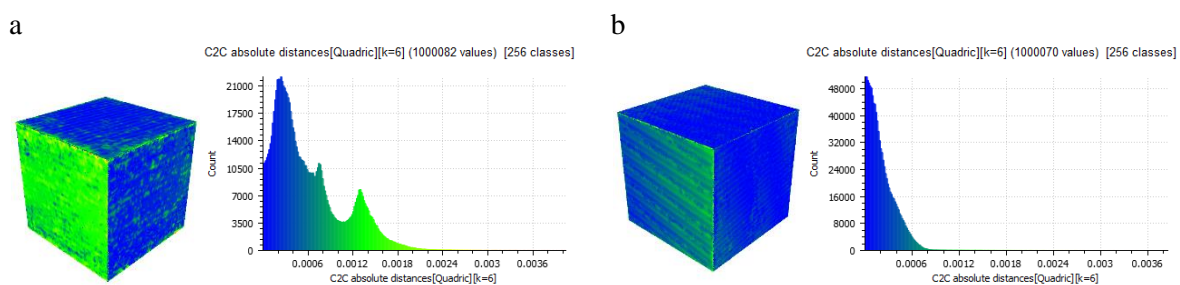 a
C2C absolute distances[Quadric][k=6] (1000082 values) [256 classes]
21000
17500
14000
10500
7000
3500
0
Count
0.0006 0.0012 0.0018 0.0024 0.003 0.0036
C2C absolute distances[Quadric][k=6]
b
C2C absolute distances[Quadric][k=6] (1000070 values) [256 classes]
48000
40000
32000
24000
16000
8000
0
Count
0.0006 0.0012 0.0018 0.0024 0.003 0.0036
C2C absolute distances[Quadric][k=6]